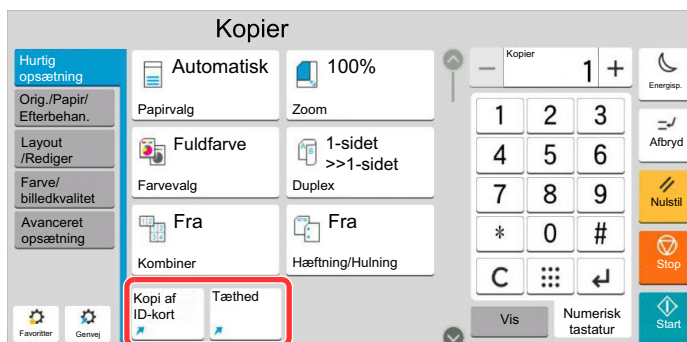 Kopier
Hurtig
opsætning
Orig./Papir/
Efterbehan.
Layout
/Rediger
Farve/
billedkvalitet
Avanceret
opsætning
Favoritter
Genvej
Automatisk
Papirvalg
100%
Zoom
Fuldfarve
Farvevalg
1-sidet
>>1-sidet
Duplex
Fra
Kombiner
Fra
Hæftning/Hulning
Kopi af
ID-kort
Tæthed
Kopier
− 1 +
1 2 3
4 5 6
7 8 9
* 0 #
C
Vis
Numerisk
tastatur
Energisp.
Afbryd
Nulstil
Stop
Start